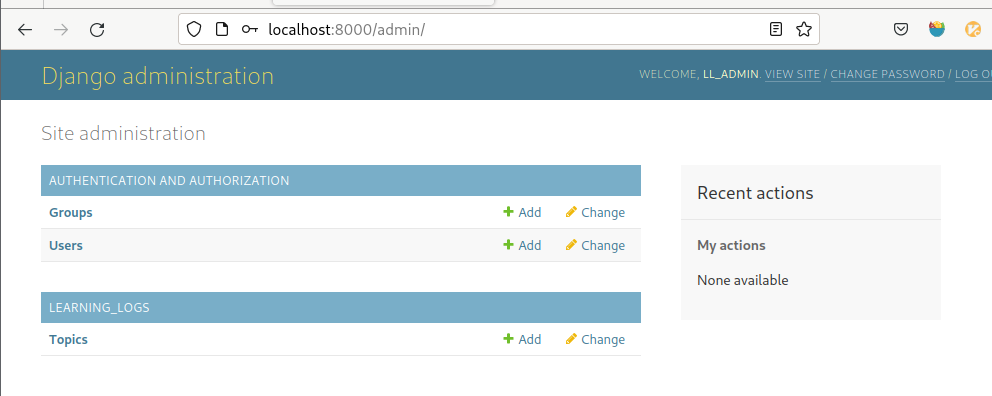 localhost:8000/admin/
Django administration
WELCOME, LL_ADMIN. VIEW SITE / CHANGE PASSWORD / LOG
Site administration
AUTHENTICATION AND AUTHORIZATION
Groups Add Change
Users Add Change
LEARNING_LOGS
Topics Add Change
Recent actions
My actions
None available